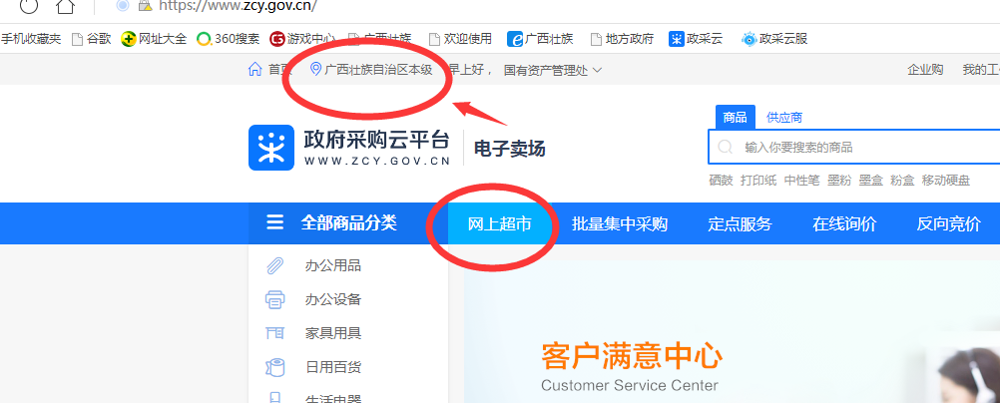 https://www.zcy.gov.cn/
手机收藏夹 谷歌 网址大全 360搜索 游戏中心 广西壮族 欢迎使用 广西壮族 地方政府 政采云 政采云服
首页 广西壮族自治区本级 早上好， 国有资产管理处 企业购 我的工
商品 供应商
政府采购云平台 电子卖场
WWW.ZCY.GOV.CN
输入你要搜索的商品
硒鼓 打印纸 中性笔 墨粉 墨盒 粉盒 移动硬盘
全部商品分类 网上超市 批量集中采购 定点服务 在线询价 反向竞价
办公用品
办公设备
家具用具
客户满意中心
日用百货
Customer Service Center
生活电器